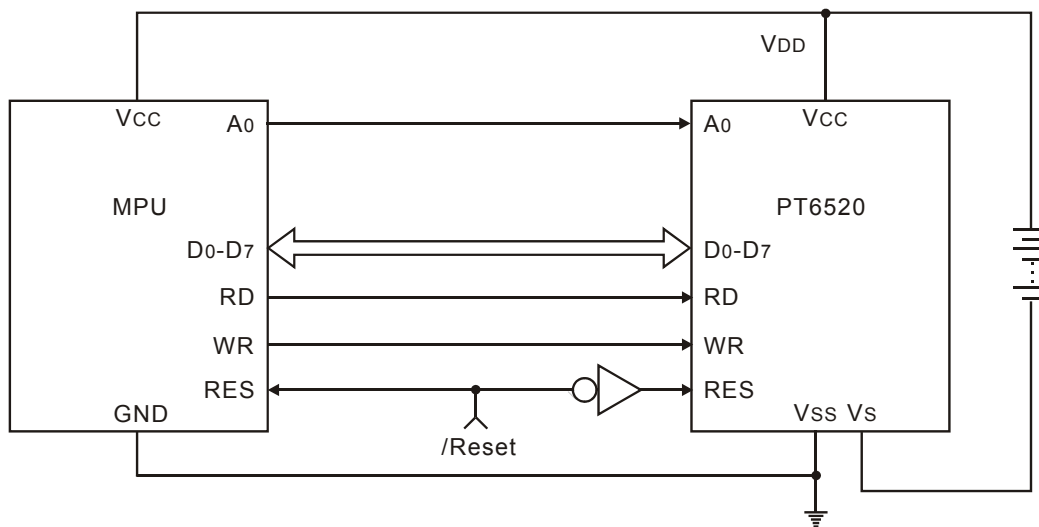 VDD
VCC
A0
MPU
D0-D7
RD
WR
RES
GND
/Reset
VCC
A0
PT6520
D0-D7
RD
WR
RES
VSS VS